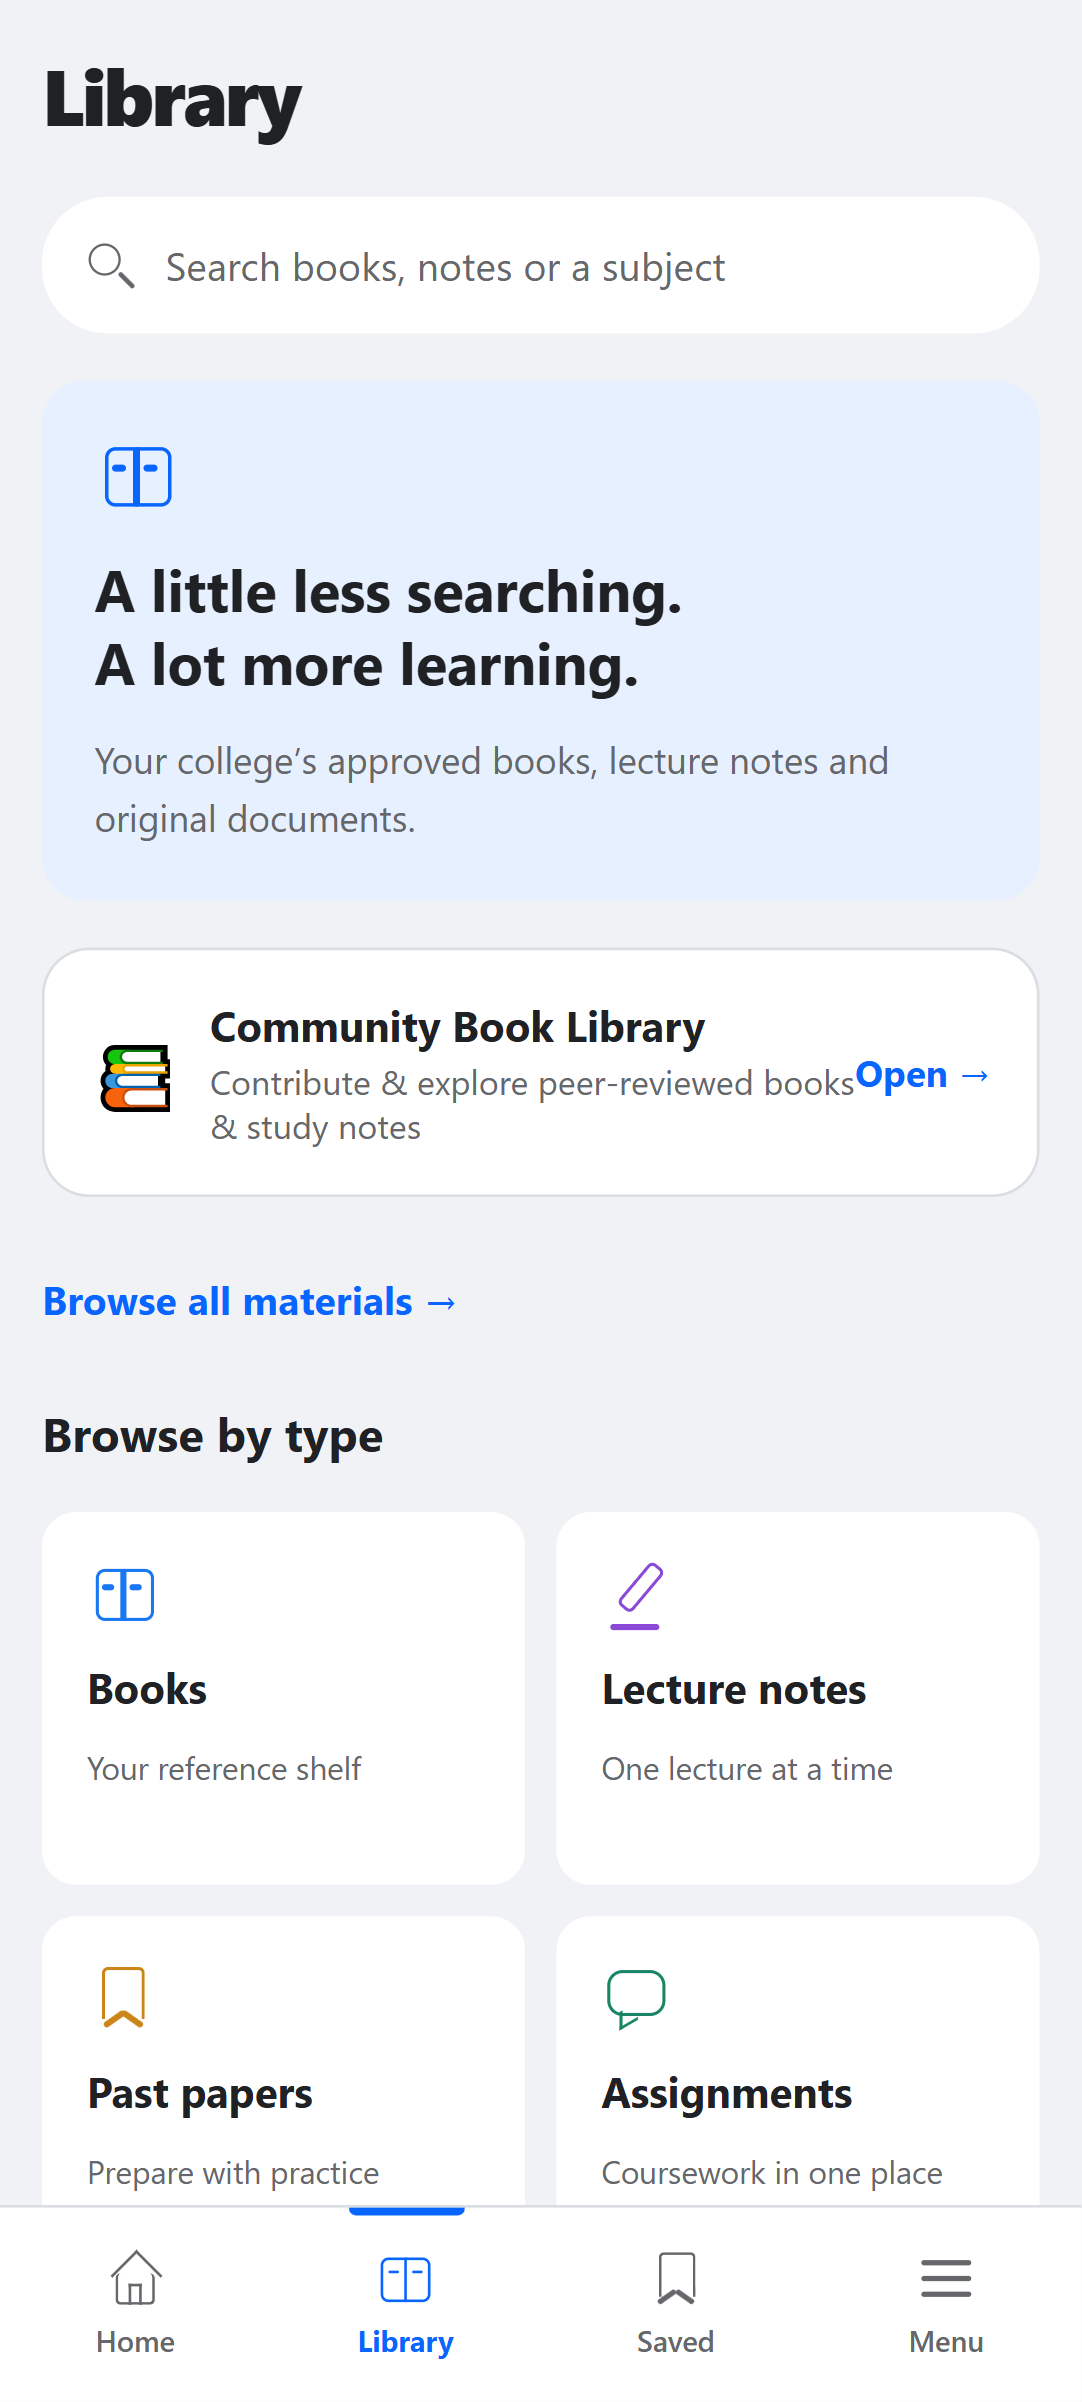 Library
Search books, notes or a subject
A little less searching.
A lot more learning.
Your college’s approved books, lecture notes and
original documents.
Community Book Library
Contribute & explore peer-reviewed books
& study notes
Open →
Browse all materials →
Browse by type
Books
Your reference shelf
Lecture notes
One lecture at a time
Past papers
Prepare with practice
Assignments
Coursework in one place
Home
Library
Saved
Menu